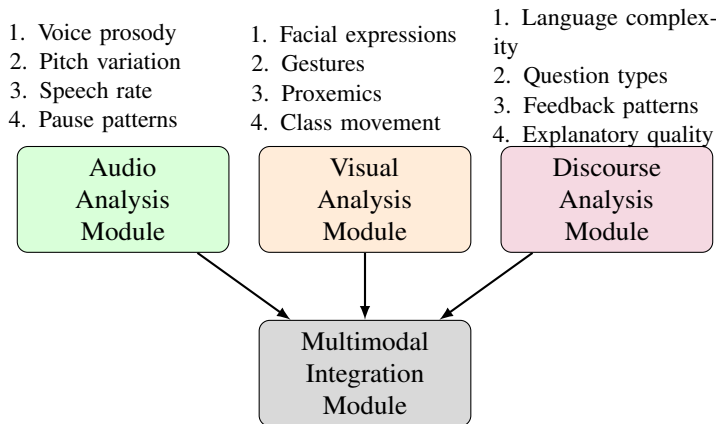 1. Voice prosody
2. Pitch variation
3. Speech rate
4. Pause patterns
1. Facial expressions
2. Gestures
3. Proxemics
4. Class movement
1. Language complex-
ity
2. Question types
3. Feedback patterns
4. Explanatory quality
Audio
Analysis
Module
Visual
Analysis
Module
Discourse
Analysis
Module
Multimodal
Integration
Module